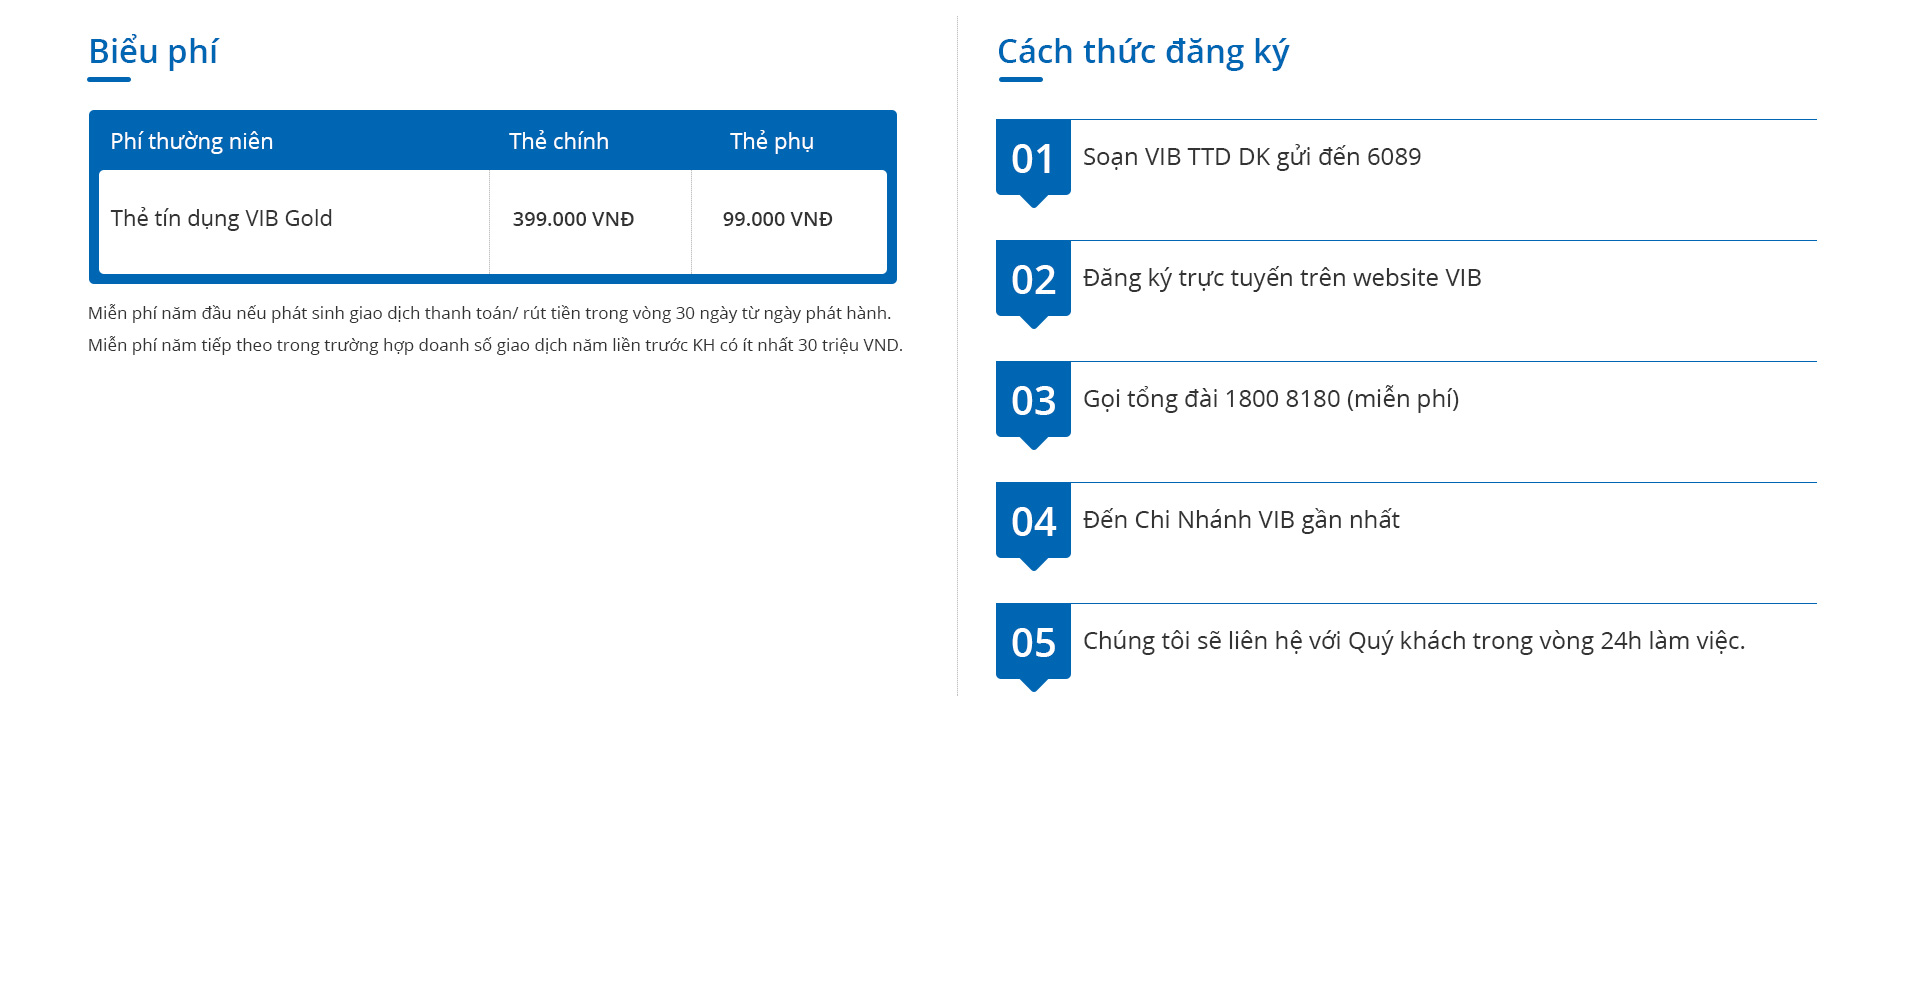 Biểu phí
Phí thường niên Thẻ chính Thẻ phụ
Thẻ tín dụng VIB Gold 399.000 VNĐ 99.000 VNĐ
Miễn phí năm đầu nếu phát sinh giao dịch thanh toán/ rút tiền trong vòng 30 ngày từ ngày phát hành.
Miễn phí năm tiếp theo trong trường hợp doanh số giao dịch năm liền trước KH có ít nhất 30 triệu VND.
Cách thức đăng ký
01 Soạn VIB TTD DK gửi đến 6089
02 Đăng ký trực tuyến trên website VIB
03 Gọi tổng đài 1800 8180 (miễn phí)
04 Đến Chi Nhánh VIB gần nhất
05 Chúng tôi sẽ liên hệ với Quý khách trong vòng 24h làm việc.